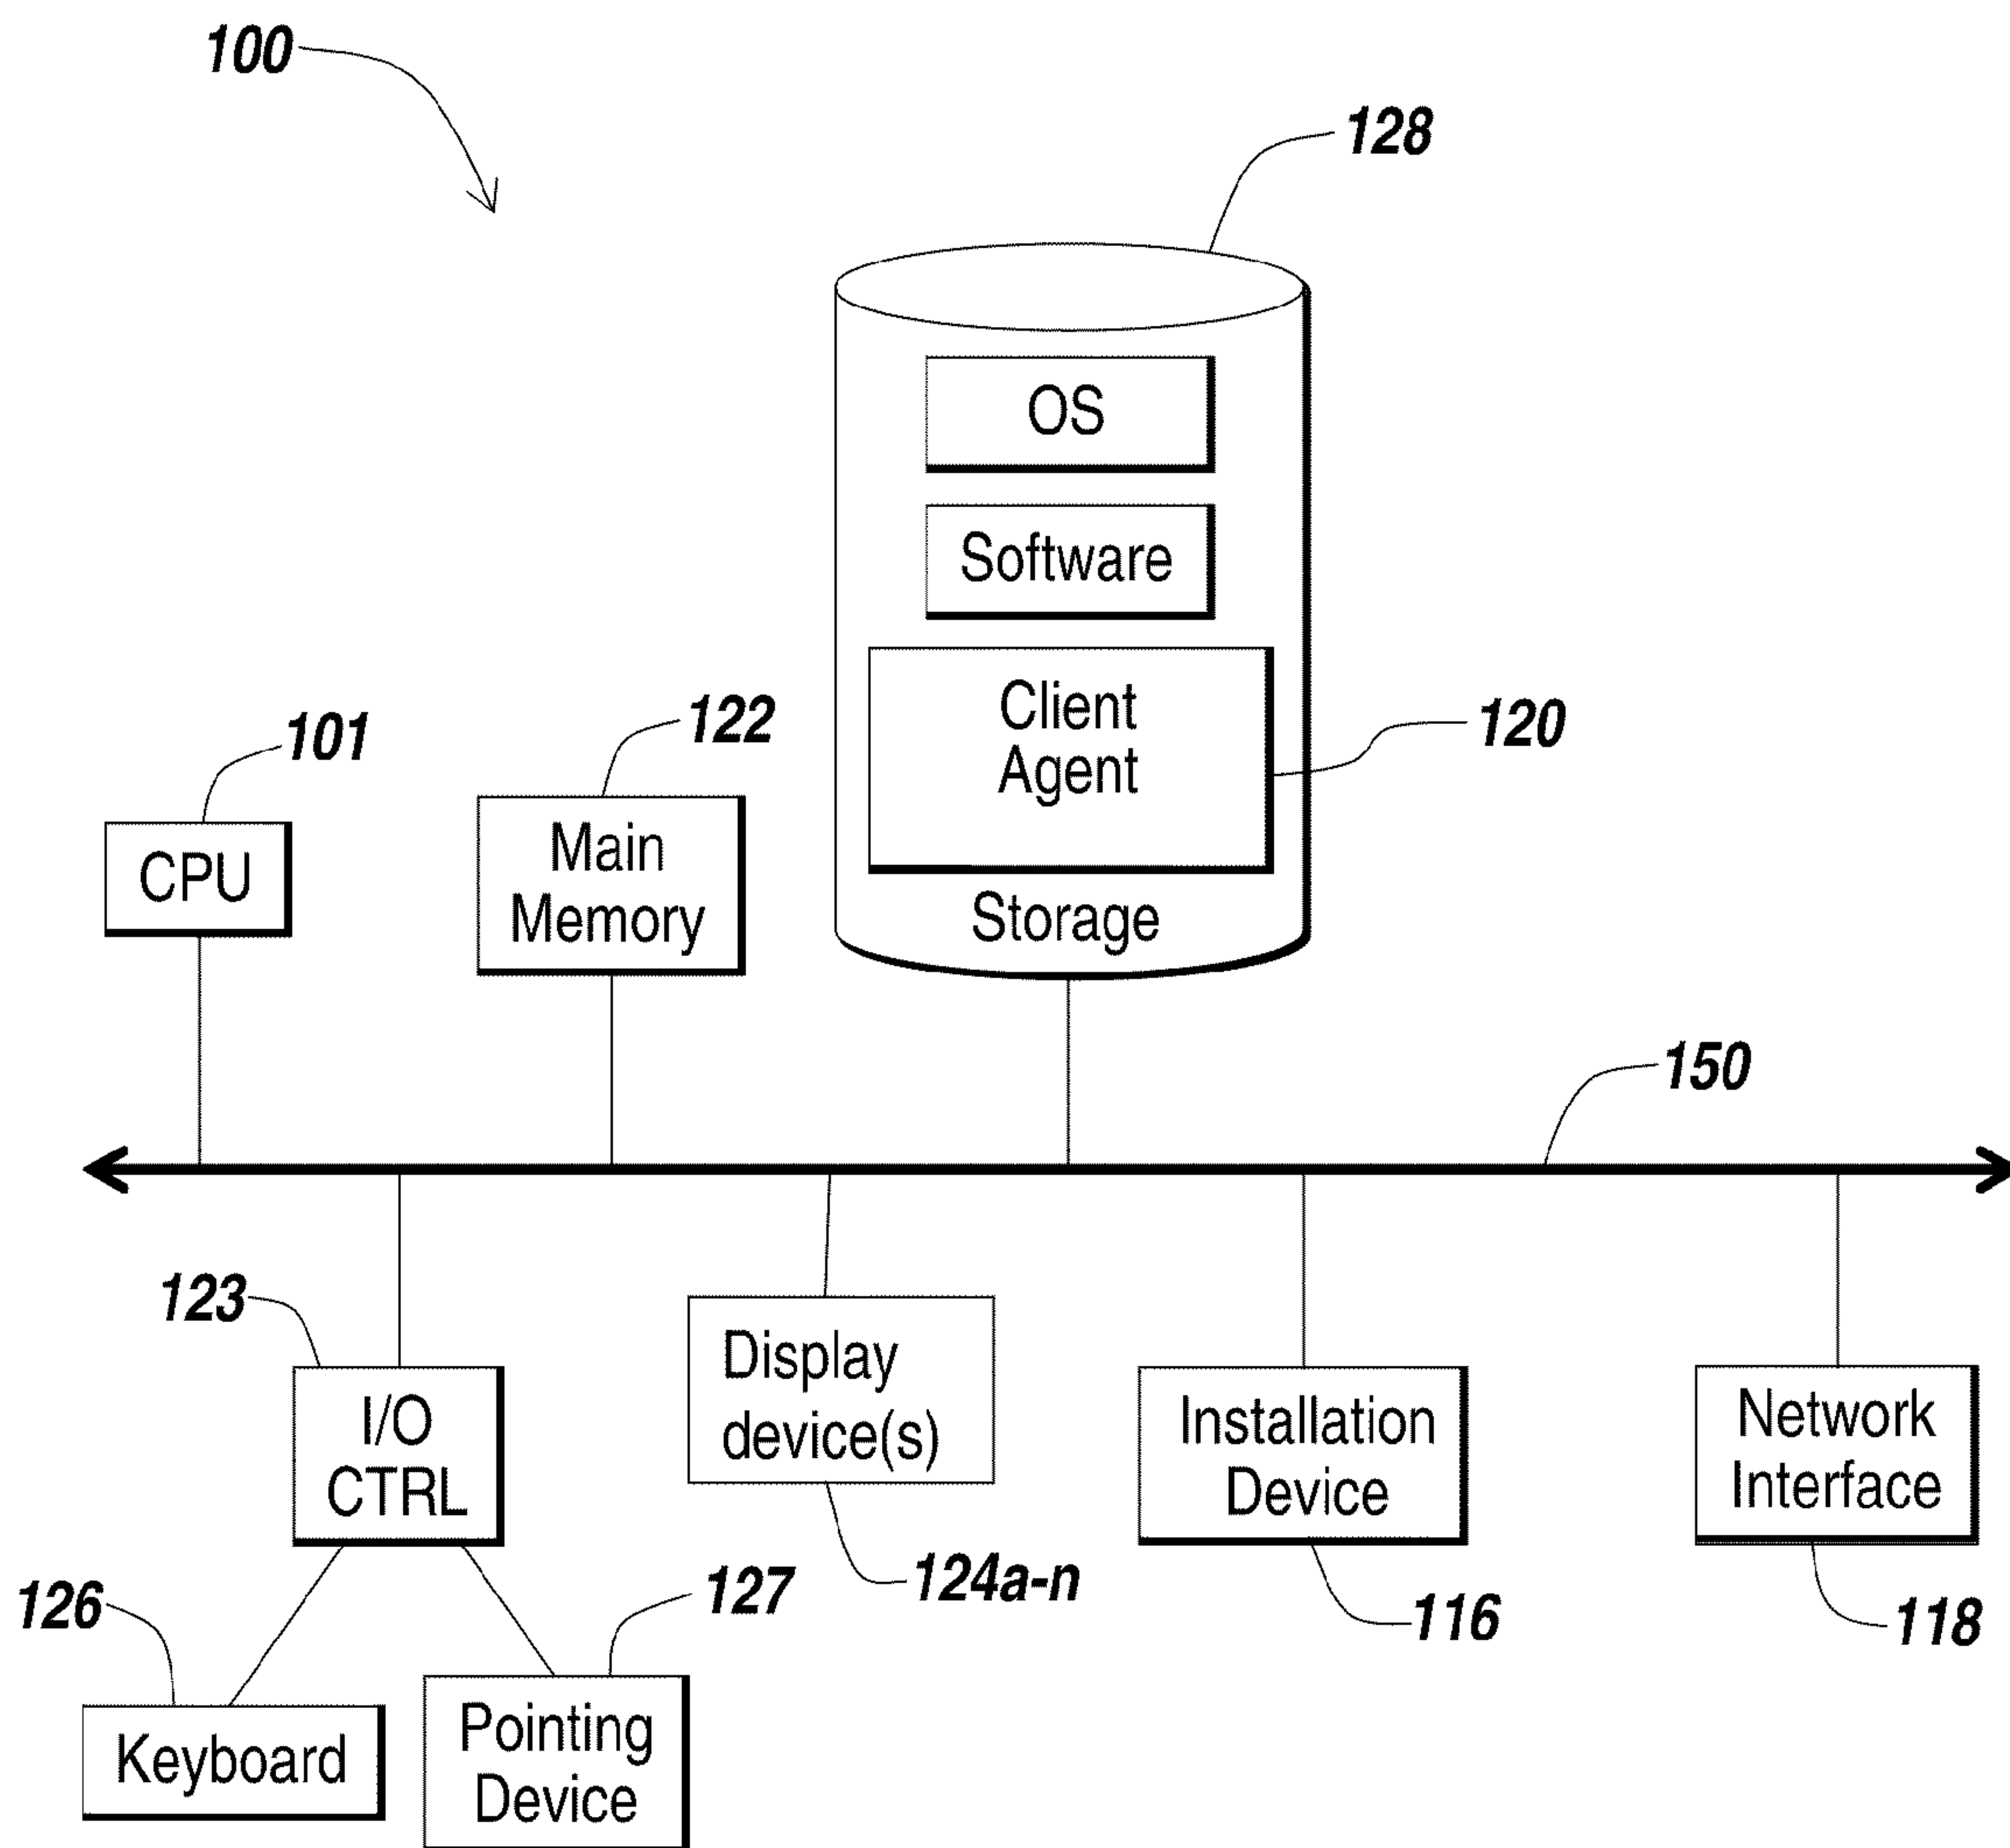 100
128
OS
Software
Client
Agent
120
Storage
101
CPU
122
Main
Memory
150
123
I/O
CTRL
Display
device(s)
124a-n
Installation
Device
116
Network
Interface
118
126
Keyboard
127
Pointing
Device